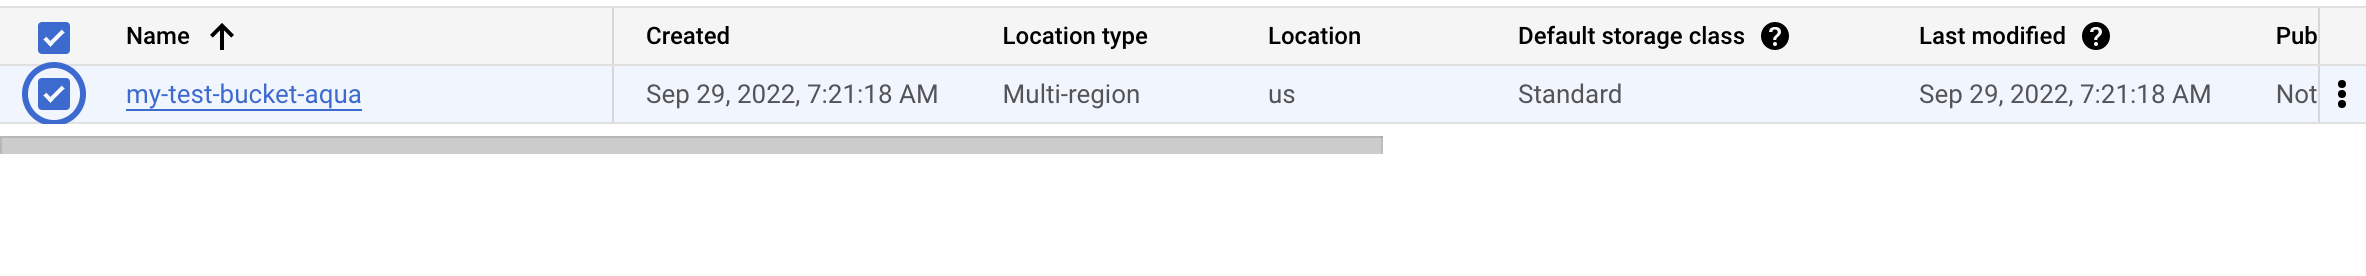 Name Created Location type Location Default storage class Last modified Pub
my-test-bucket-aqua Sep 29, 2022, 7:21:18 AM Multi-region us Standard Sep 29, 2022, 7:21:18 AM Not